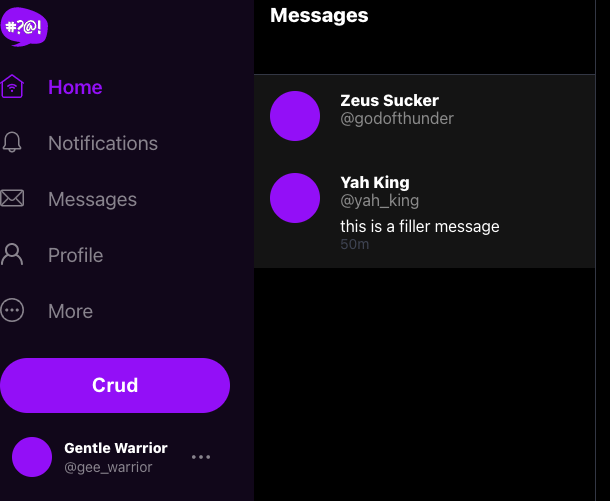 #?@!
Home
Notifications
Messages
Profile
More
Crud
Gentle Warrior
@gee_warrior
Messages
Zeus Sucker
@godofthunder
Yah King
@yah_king
this is a filler message
50m